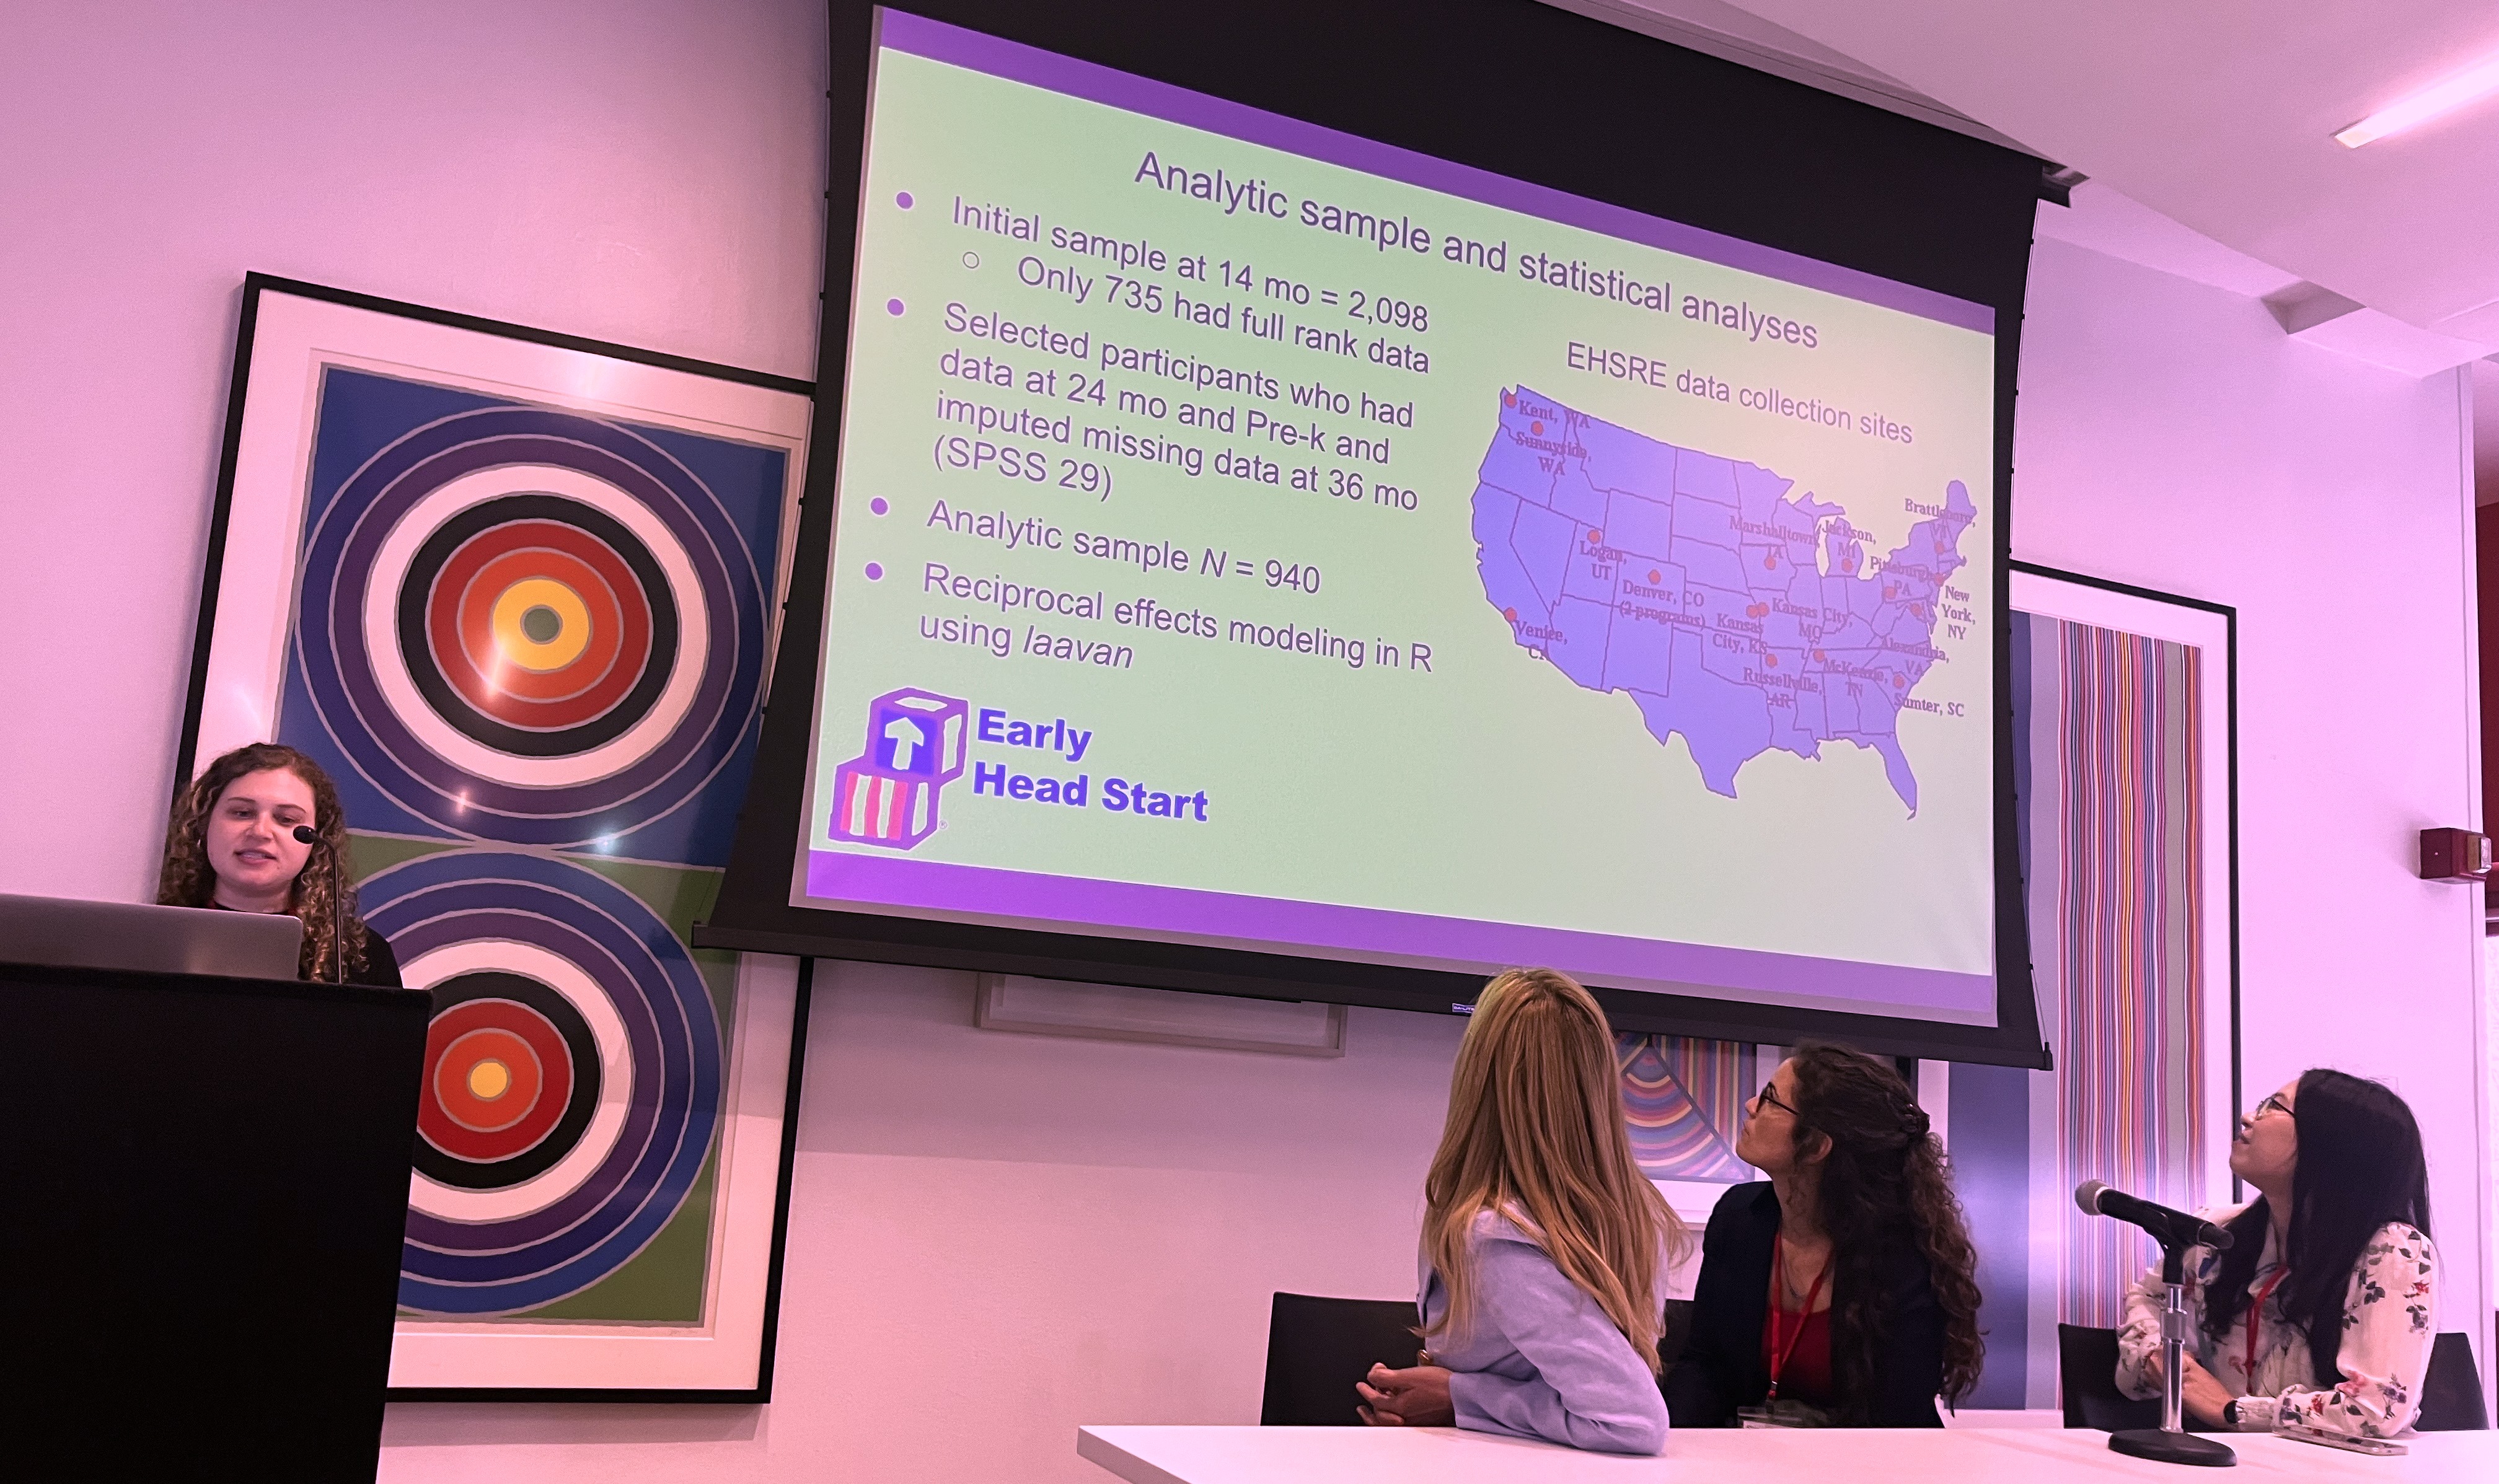 Analytic sample and statistical analyses
Initial sample at 14 mo = 2,098
Only 735 had full rank data
Selected participants who had
data at 24 mo and Pre-k and
imputed missing data at 36 mo
(SPSS 29)
Analytic sample N = 940
Reciprocal effects modeling in R
using laavan
Early
Head Start
®
EHSRE data collection sites
Kent, WA
Sunnyside,
WA
Logan,
UT
Denver, CO
(2 programs)
Venice,
CA
Marshalltown,
IA
Jackson,
MI
Kansas
City, KS
Kansas City,
MO
Russellville,
AR
McKenzie,
TN
Brattleboro,
VT
Pittsburgh,
PA
New
York,
NY
Alexandria,
VA
Sumter, SC